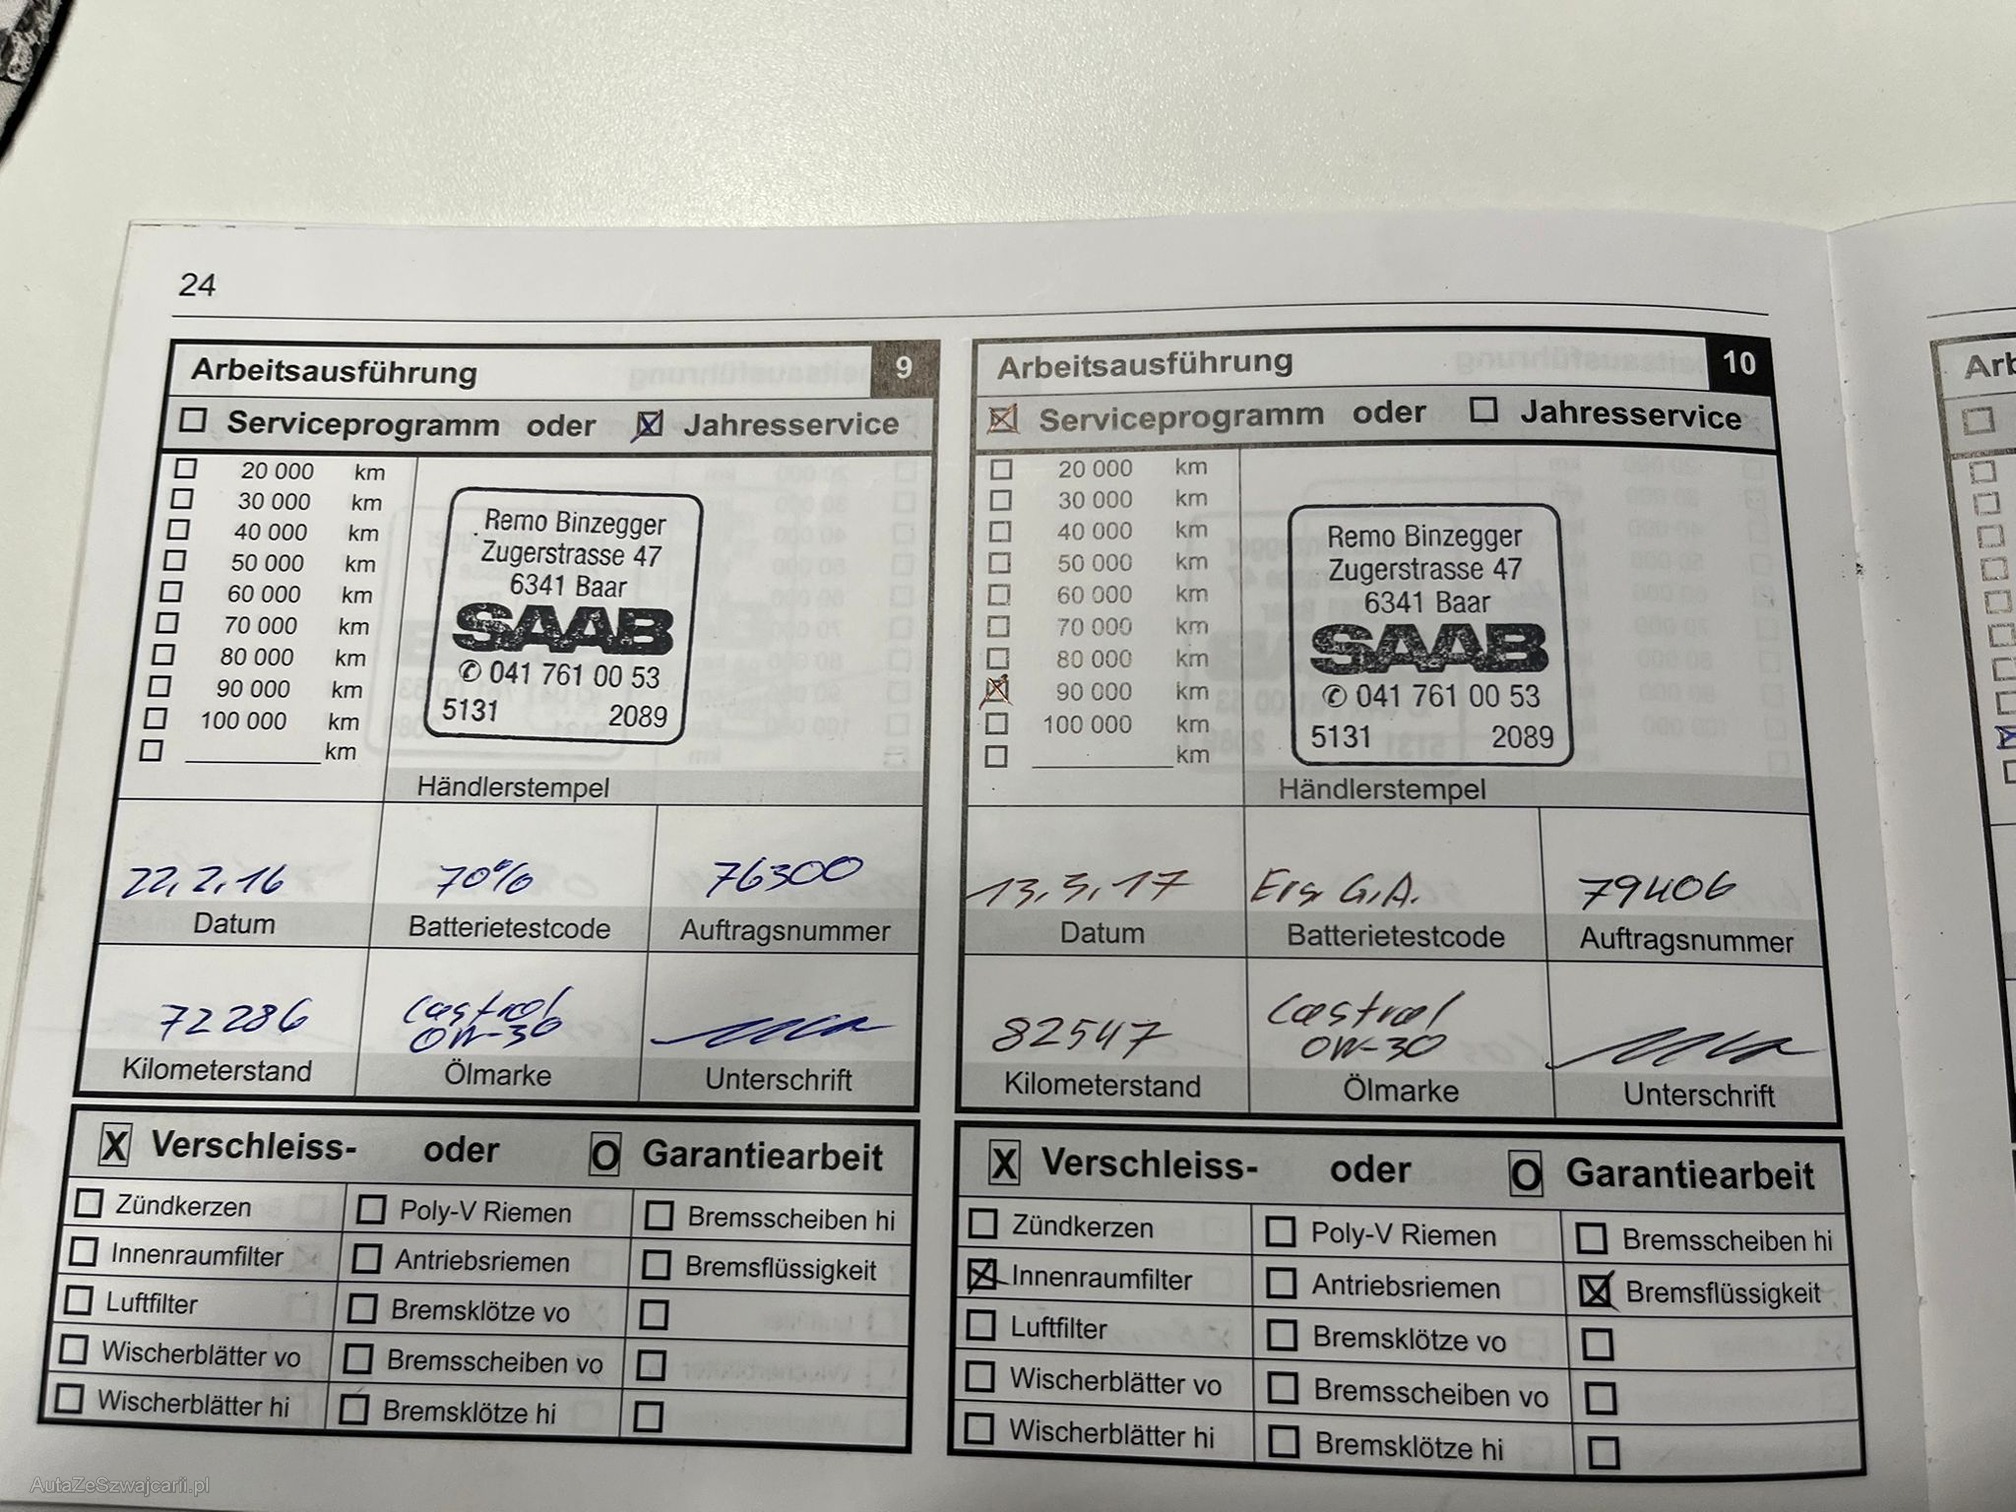 24
Arbeitsausführung 9
Serviceprogramm oder Jahresservice
20 000 km
30 000 km
40 000 km
50 000 km
60 000 km
70 000 km
80 000 km
90 000 km
100 000 km
km
Remo Binzegger
Zugerstrasse 47
6341 Baar
SAAB
✆ 041 761 00 53
5131 2089
Händlerstempel
22.2.16 70% 76300
Datum Batterietestcode Auftragsnummer
72286 Castrol 0W-30
Kilometerstand Ölmarke Unterschrift
X Verschleiss- oder O Garantiearbeit
Zündkerzen Poly-V Riemen Bremsscheiben hi
Innenraumfilter Antriebsriemen Bremsflüssigkeit
Luftfilter Bremsklötze vo
Wischerblätter vo Bremsscheiben vo
Wischerblätter hi Bremsklötze hi
Arbeitsausführung 10
Serviceprogramm oder Jahresservice
20 000 km
30 000 km
40 000 km
50 000 km
60 000 km
70 000 km
80 000 km
90 000 km
100 000 km
km
Remo Binzegger
Zugerstrasse 47
6341 Baar
SAAB
✆ 041 761 00 53
5131 2089
Händlerstempel
13.3.17 Ers G.A. 79406
Datum Batterietestcode Auftragsnummer
82547 Castrol 0W-30
Kilometerstand Ölmarke Unterschrift
X Verschleiss- oder O Garantiearbeit
Zündkerzen Poly-V Riemen Bremsscheiben hi
Innenraumfilter Antriebsriemen Bremsflüssigkeit
Luftfilter Bremsklötze vo
Wischerblätter vo Bremsscheiben vo
Wischerblätter hi Bremsklötze hi
Arb
AutaZeSzwajcarii.pl